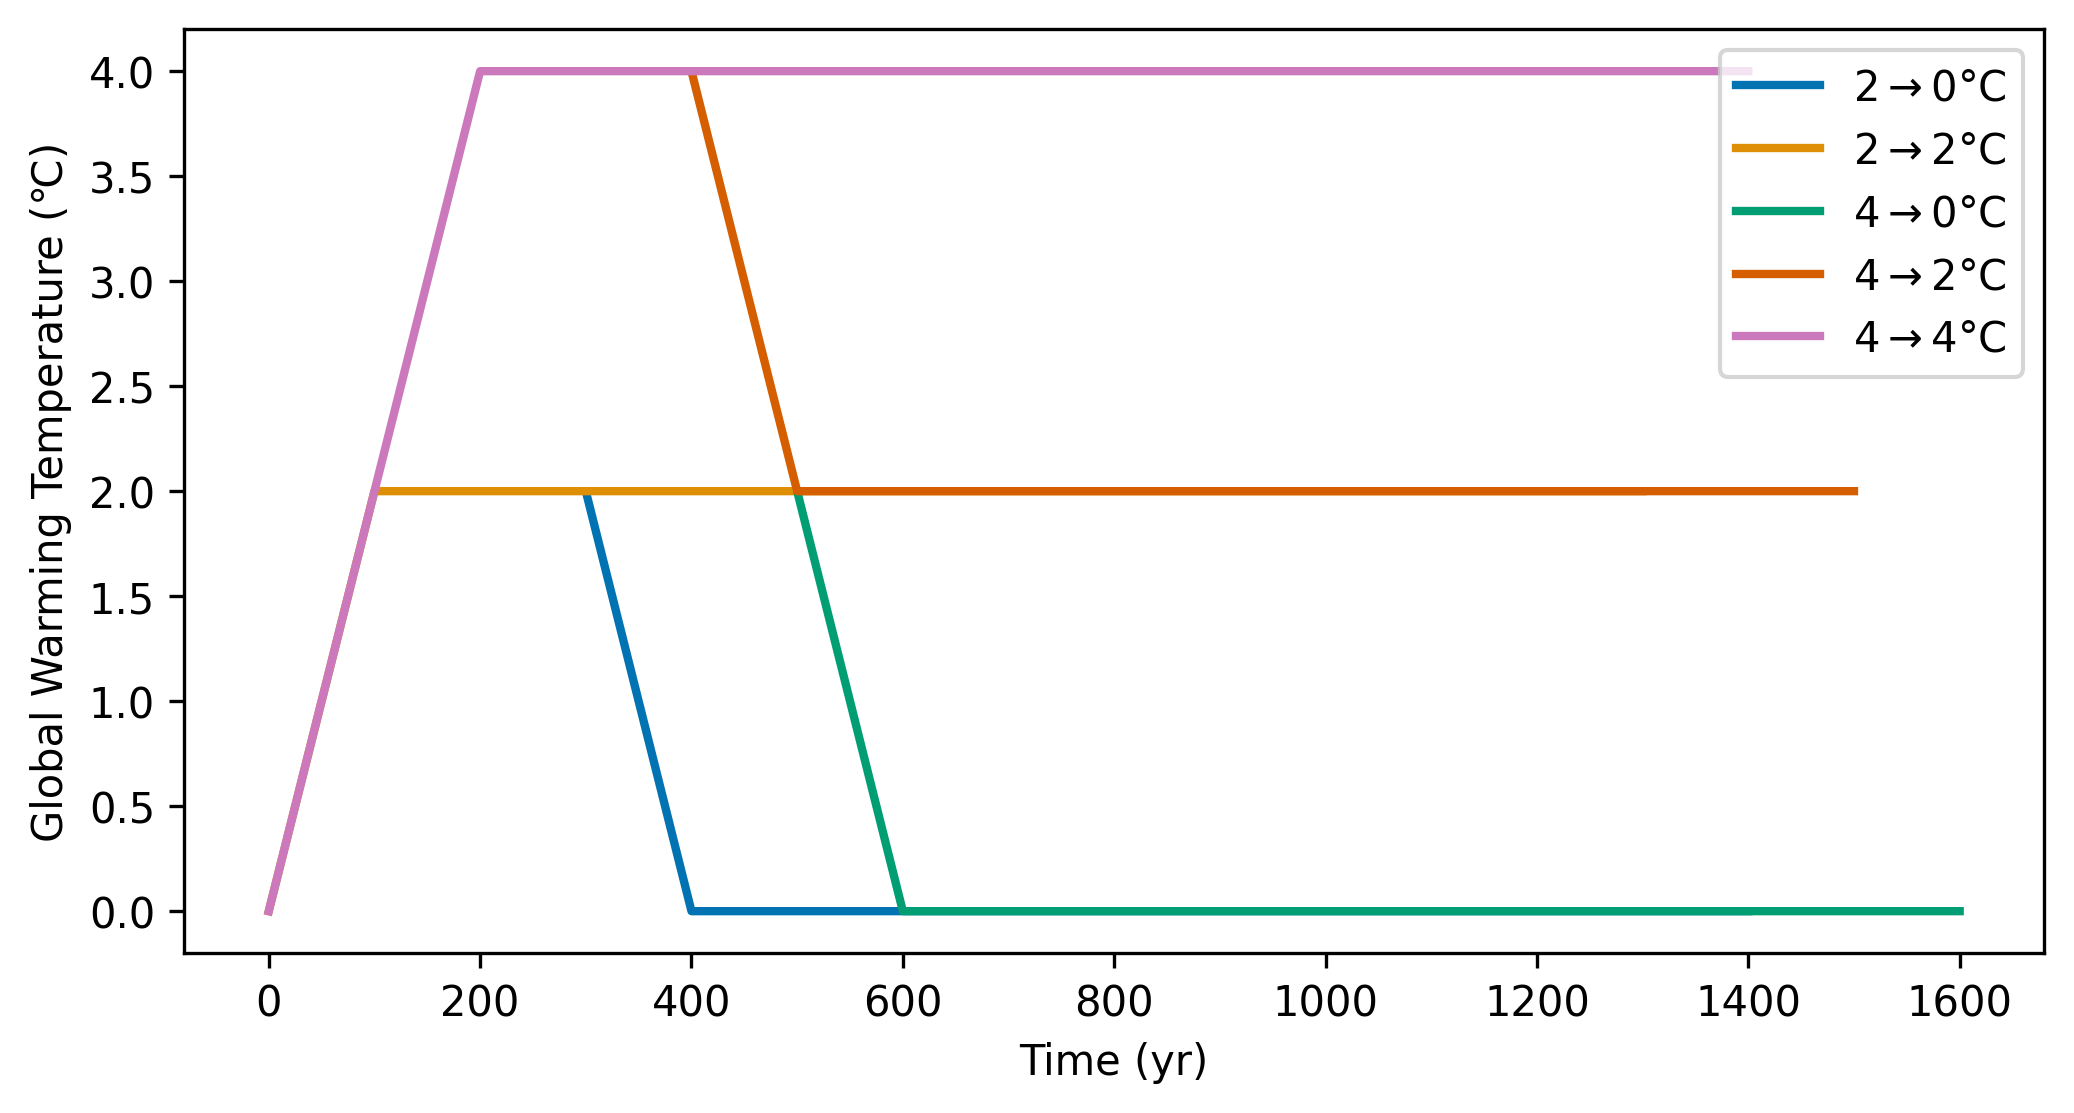 4.0
3.5
3.0
2.5
2.0
1.5
1.0
0.5
0.0
Global Warming Temperature (℃)
0 200 400 600 800 1000 1200 1400 1600
Time (yr)
2→0°C
2→2°C
4→0°C
4→2°C
4→4°C